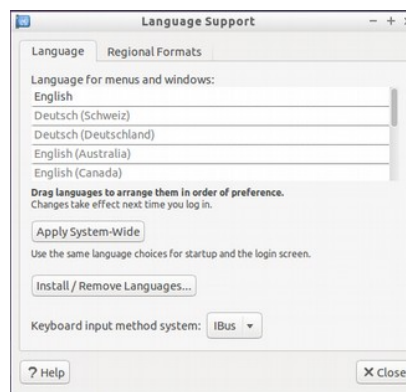 Language Support
Language
Regional Formats
Language for menus and windows:
English
Deutsch (Schweiz)
Deutsch (Deutschland)
English (Australia)
English (Canada)
Drag languages to arrange them in order of preference.
Changes take effect next time you log in.
Apply System-Wide
Use the same language choices for startup and the login screen.
Install / Remove Languages...
Keyboard input method system: IBus
? Help
Close